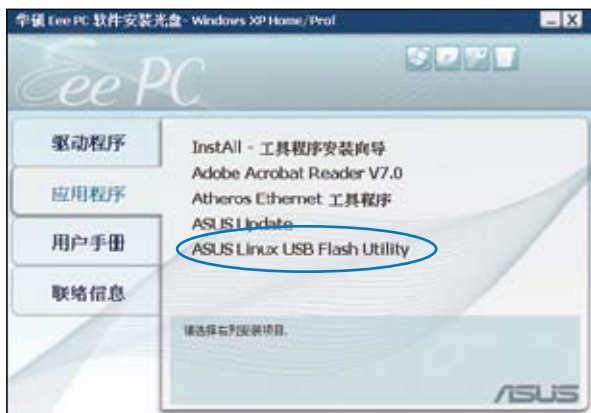 华硕 Eee PC 软件安装光盘- Windows XP Home/Prof
Eee PC
驱动程序
应用程序
用户手册
联络信息
InstAll - 工具程序安装向导
Adobe Acrobat Reader V7.0
Atheros Ethernet 工具程序
ASUS Update
ASUS Linux USB Flash Utility
请选择右列安装项目.
ASUS